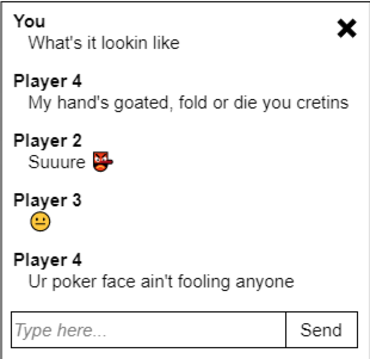 You
What's it lookin like
Player 4
My hand's goated, fold or die you cretins
Player 2
Suuure 👺
Player 3
😐
Player 4
Ur poker face ain't fooling anyone
Type here...
Send